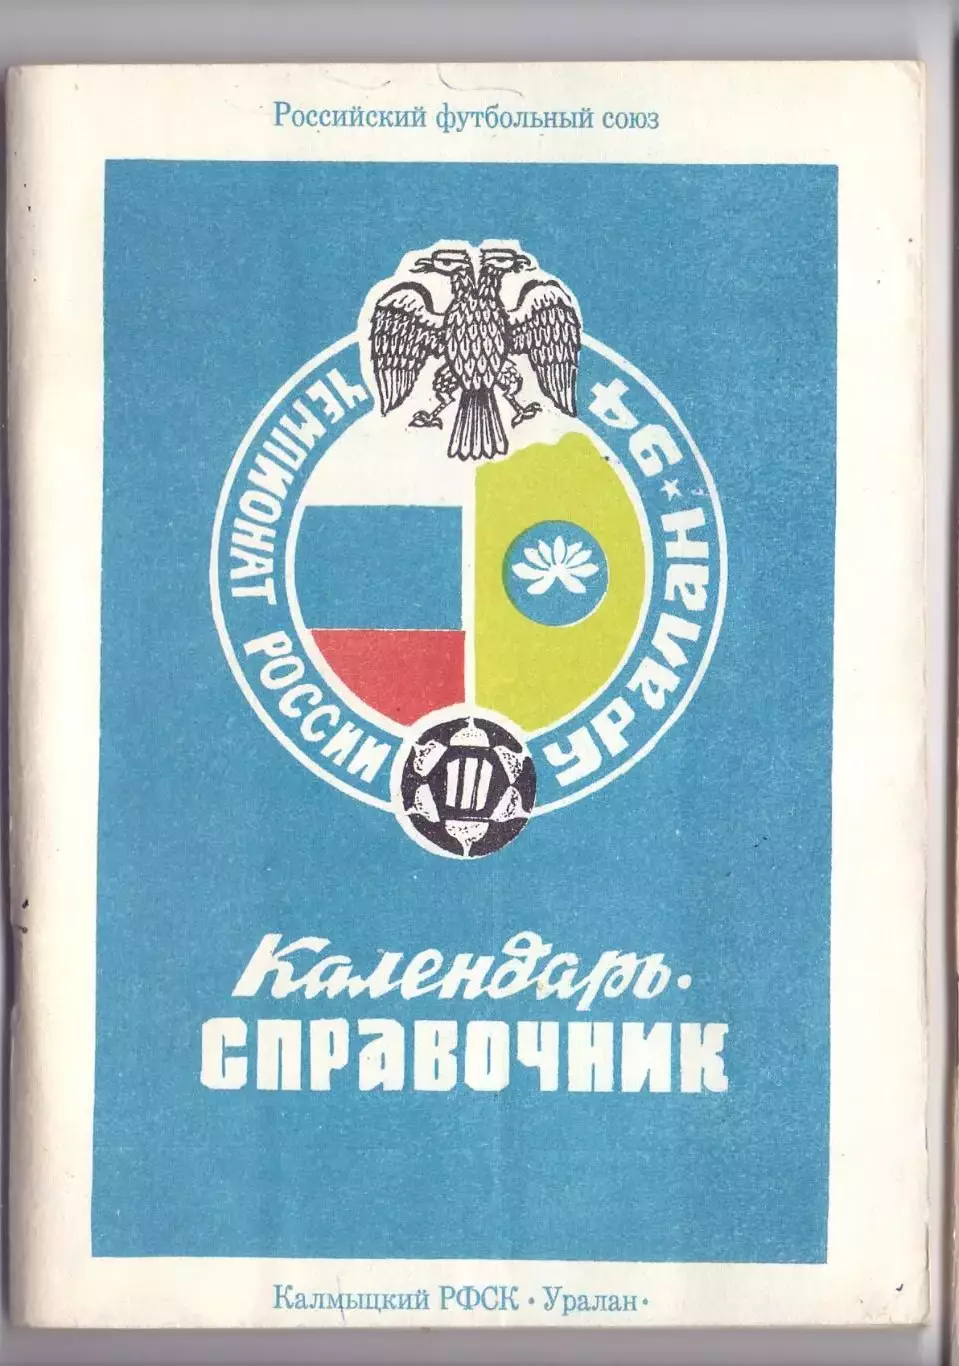 Российский футбольный союз
ЧЕМПИОНАТ РОССИИ
УРАЛАН * 94
Календарь-
СПРАВОЧНИК
Калмыцкий РФСК • Уралан •